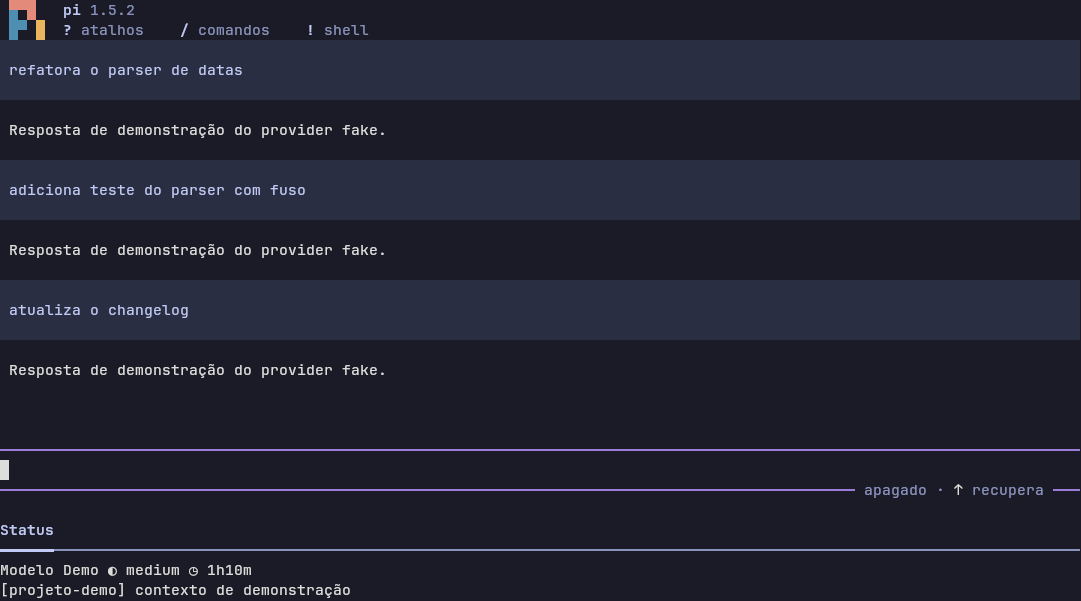 pi 1.5.2
? atalhos / comandos ! shell
refatora o parser de datas
Resposta de demonstração do provider fake.
adiciona teste do parser com fuso
Resposta de demonstração do provider fake.
atualiza o changelog
Resposta de demonstração do provider fake.
apagado · ↑ recupera
Status
Modelo Demo ◐ medium ◷ 1h10m
[projeto-demo] contexto de demonstração